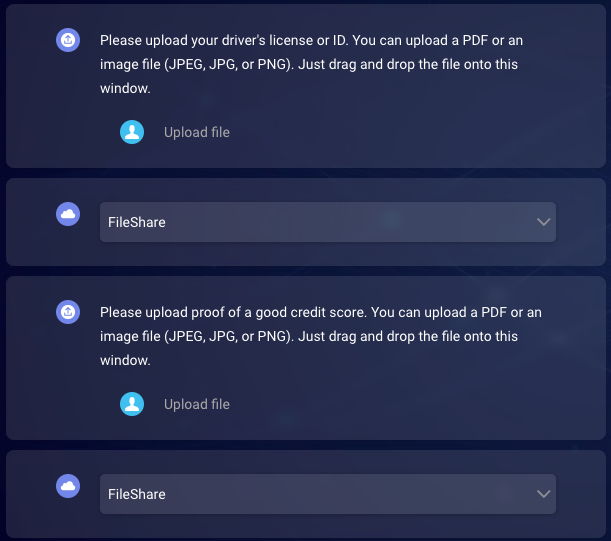 Please upload your driver's license or ID. You can upload a PDF or an
image file (JPEG, JPG, or PNG). Just drag and drop the file onto this
window.
Upload file
FileShare
Please upload proof of a good credit score. You can upload a PDF or an
image file (JPEG, JPG, or PNG). Just drag and drop the file onto this
window.
Upload file
FileShare